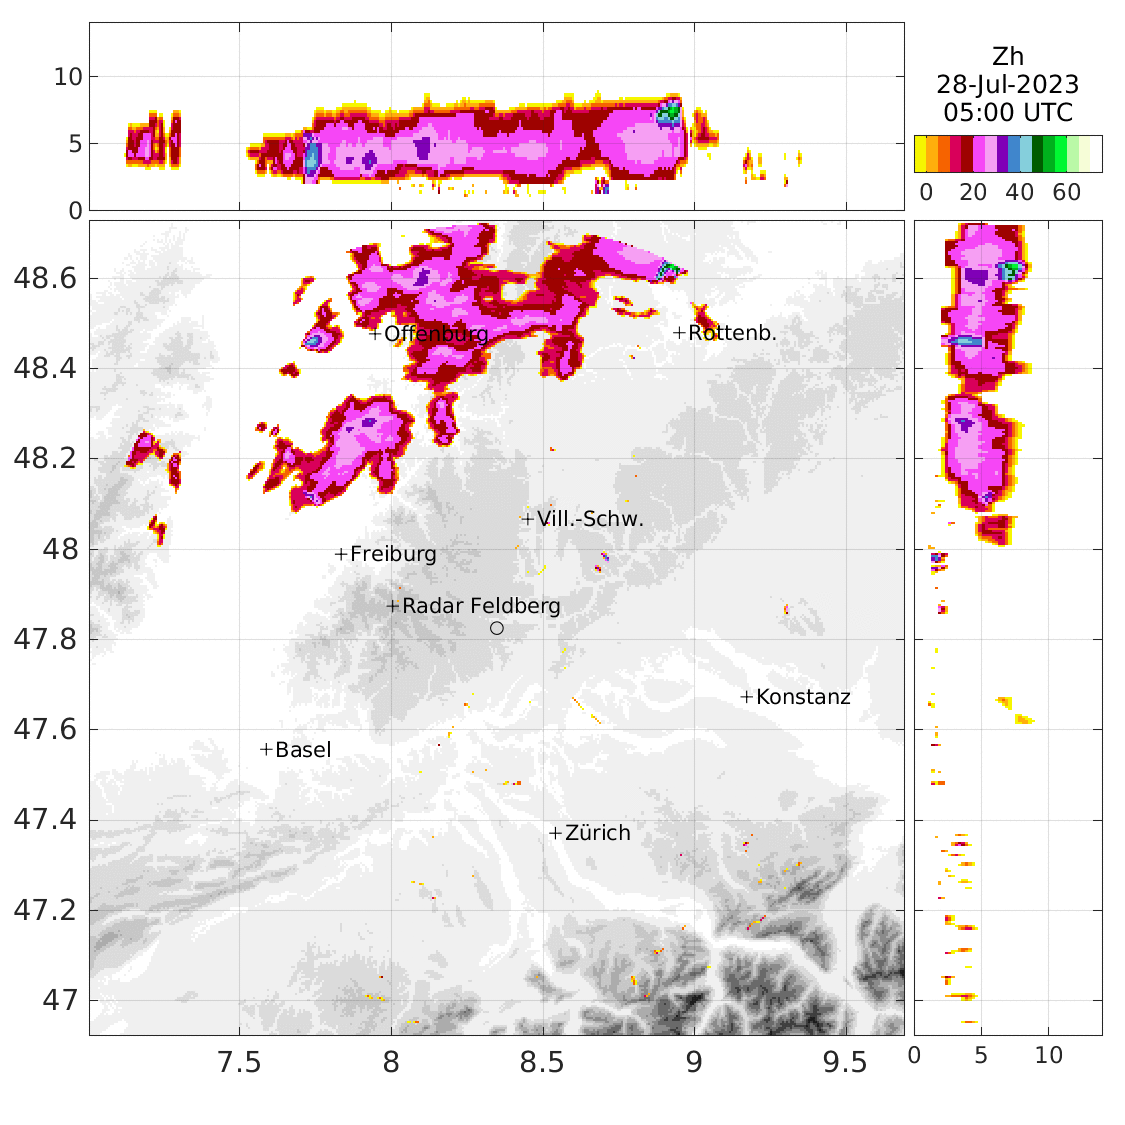 Zh
28-Jul-2023
05:00 UTC
0 20 40 60
10
5
0
48.6
48.4
48.2
48
47.8
47.6
47.4
47.2
47
Offenburg
Rottenb.
Vill.-Schw.
Freiburg
Radar Feldberg
Konstanz
Basel
Zürich
7.5 8 8.5 9 9.5
0 5 10